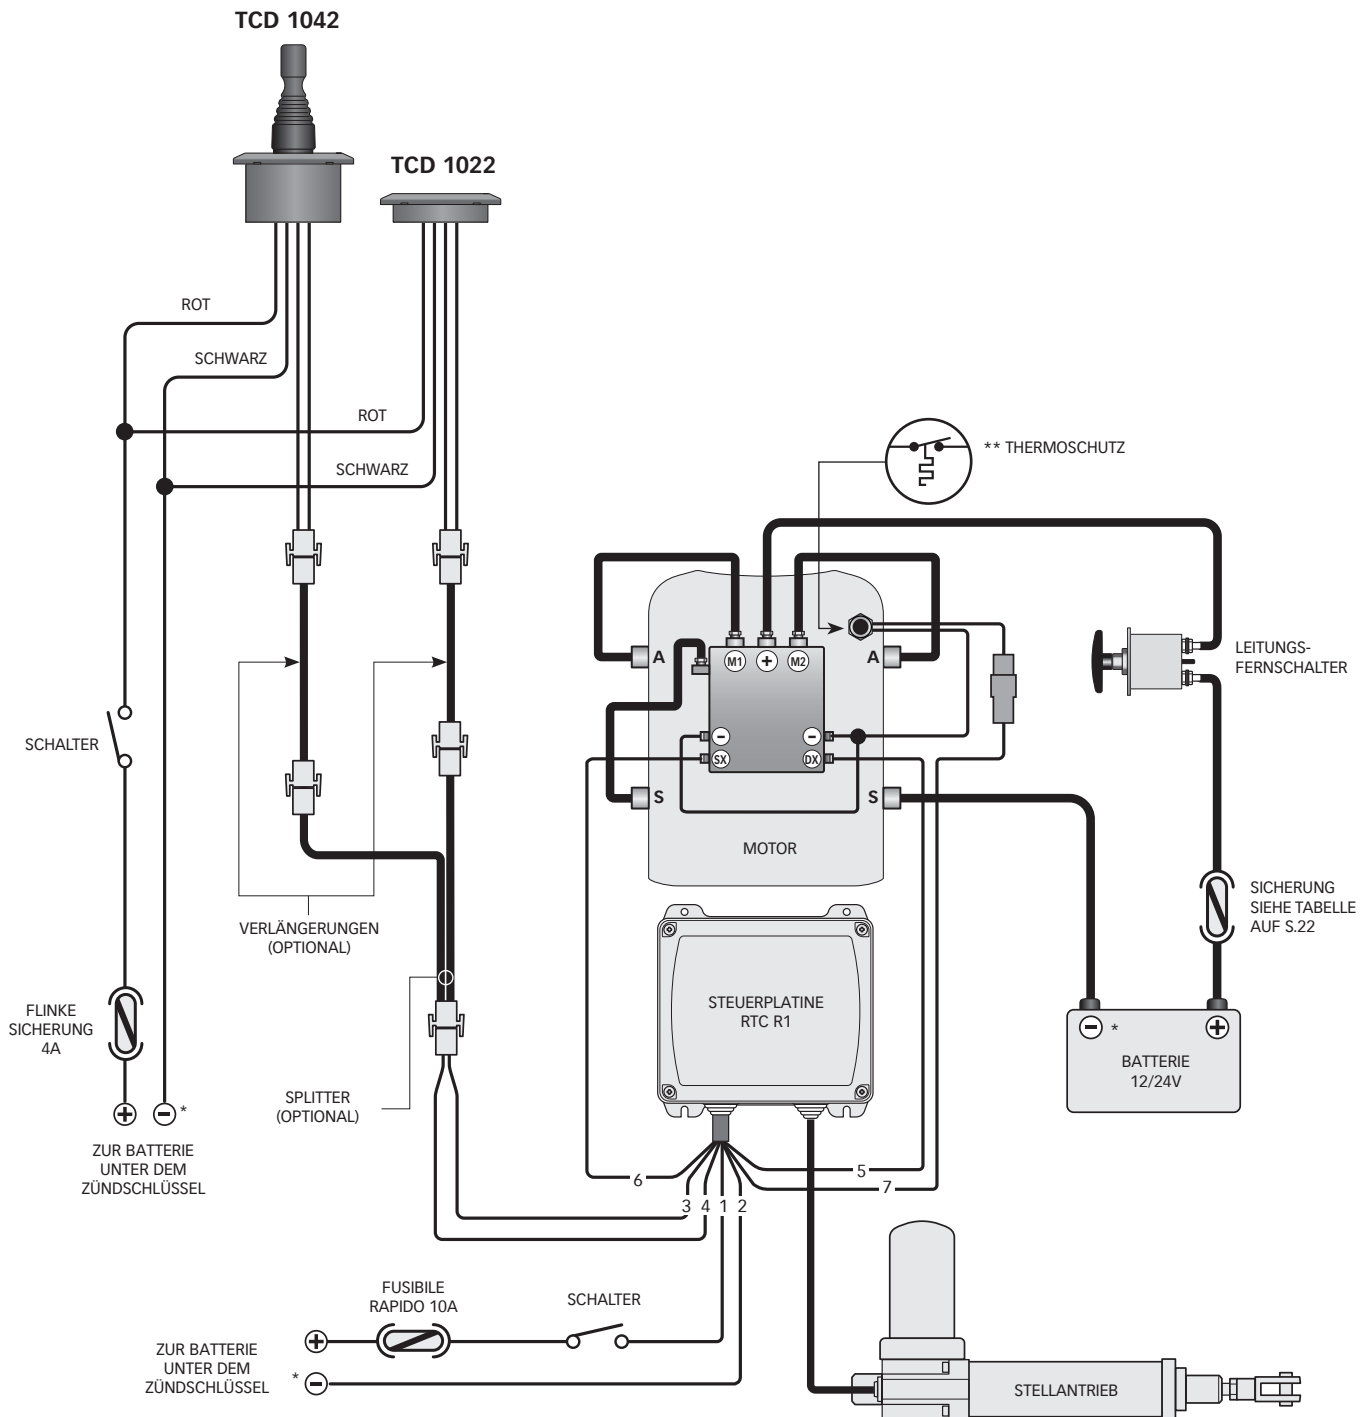 TCD 1042
TCD 1022
ROT
SCHWARZ
ROT
SCHWARZ
** THERMOSCHUTZ
M1 + M2
A
A
LEITUNGS-
FERNSCHALTER
SCHALTER
− −
SX DX
S
S
MOTOR
VERLÄNGERUNGEN
(OPTIONAL)
SICHERUNG
SIEHE TABELLE
AUF S.22
FLINKE
SICHERUNG
4A
STEUERPLATINE
RTC R1
− * +
BATTERIE
12/24V
SPLITTER
(OPTIONAL)
+ − *
ZUR BATTERIE
UNTER DEM
ZÜNDSCHLÜSSEL
6
5
7
3 4 1 2
FUSIBILE
RAPIDO 10A
SCHALTER
+
ZUR BATTERIE
UNTER DEM
ZÜNDSCHLÜSSEL
* −
STELLANTRIEB